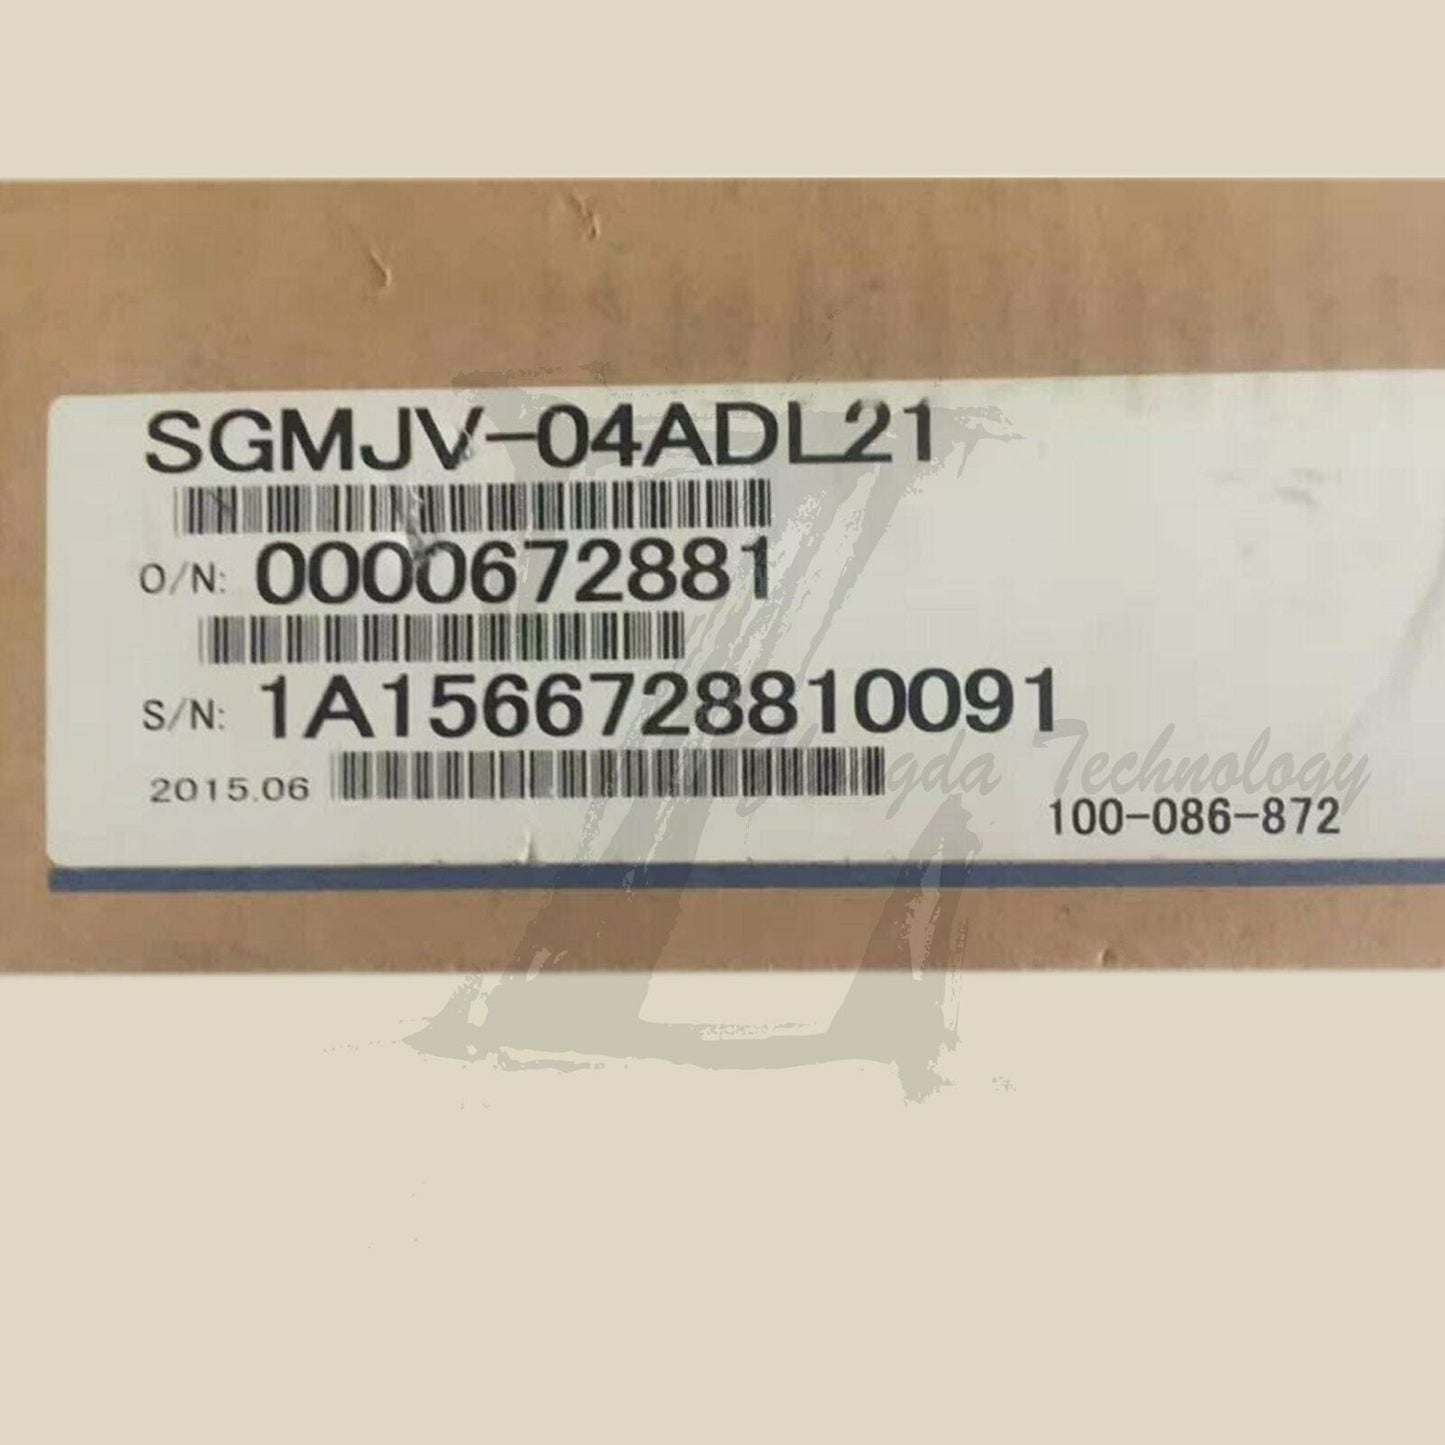 SGMJV-04ADL21
O/N: 0000672881
S/N: 1A1566728810091
2015.06
Technology
100-086-872